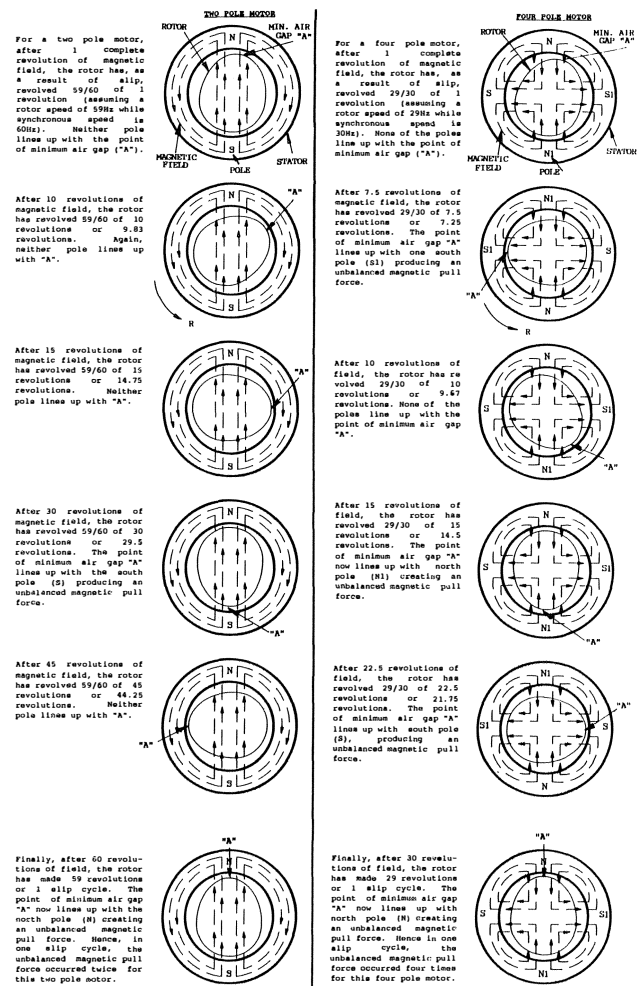 TWO POLE MOTOR
ROTOR
MIN. AIR
GAP "A"
N
For a two pole motor,
after 1 complete
revolution of magnetic
field, the rotor has, as
a result of slip,
revolved 59/60 of 1
revolution (assuming a
rotor speed of 59Hz while
synchronous speed is
60Hz). Neither pole
lines up with the point
of minimum air gap ("A").
S
MAGNETIC
FIELD
POLE
STATOR
After 10 revolutions of
magnetic field, the rotor
has revolved 59/60 of 10
revolutions or 9.83
revolutions. Again,
neither pole lines up
with "A".
N
"A"
S
R
After 15 revolutions of
magnetic field, the rotor
has revolved 59/60 of 15
revolutions or 14.75
revolutions. Neither
pole lines up with "A".
N
"A"
S
After 30 revolutions of
magnetic field, the rotor
has revolved 59/60 of 30
revolutions or 29.5
revolutions. The point
of minimum air gap "A"
lines up with the south
pole (S) producing an
unbalanced magnetic pull
force.
N
S
"A"
After 45 revolutions of
magnetic field, the rotor
has revolved 59/60 of 45
revolutions or 44.25
revolutions. Neither
pole lines up with "A".
N
"A"
S
Finally, after 60 revolu-
tions of field, the rotor
has made 59 revolutions
or 1 slip cycle. The
point of minimum air gap
"A" now lines up with the
north pole (N) creating
an unbalanced magnetic
pull force. Hence, in
one slip cycle, the
unbalanced magnetic pull
force occurred twice for
this two pole motor.
"A"
N
S
FOUR POLE MOTOR
ROTOR
MIN. AIR
GAP "A"
N
For a four pole motor,
after 1 complete
revolution of magnetic
field, the rotor has, as
a result of slip,
revolved 29/30 of 1
revolution (assuming a
rotor speed of 29Hz while
synchronous speed is
30Hz). None of the poles
line up with the point of
minimum air gap ("A").
S
S1
N1
MAGNETIC
FIELD
POLE
STATOR
After 7.5 revolutions of
magnetic field, the rotor
has revolved 29/30 of 7.5
revolutions or 7.25
revolutions. The point
of minimum air gap "A"
lines up with one south
pole (S1) producing an
unbalanced magnetic pull
force.
N1
S1
S
"A"
N
R
After 10 revolutions of
field, the rotor has re
volved 29/30 of 10
revolutions or 9.67
revolutions. None of the
poles line up with the
point of minimum air gap
"A".
N
S
S1
N1
"A"
After 15 revolutions of
field, the rotor has
revolved 29/30 of 15
revolutions or 14.5
revolutions. The point
of minimum air gap "A"
now lines up with north
pole (N1) creating an
unbalanced magnetic pull
force.
N
S
S1
N1
"A"
After 22.5 revolutions of
field, the rotor has
revolved 29/30 of 22.5
revolutions or 21.75
revolutions. The point
of minimum air gap "A"
lines up with south pole
(S), producing an
unbalanced magnetic pull
force.
N1
S1
S
"A"
N
Finally, after 30 revolu-
tions of field, the rotor
has made 29 revolutions
or 1 slip cycle. The
point of minimum air gap
"A" now lines up with
north pole (N) creating
an unbalanced magnetic
pull force. Hence in one
slip cycle, the
unbalanced magnetic pull
force occurred four times
for this four pole motor.
"A"
N
S
S1
N1